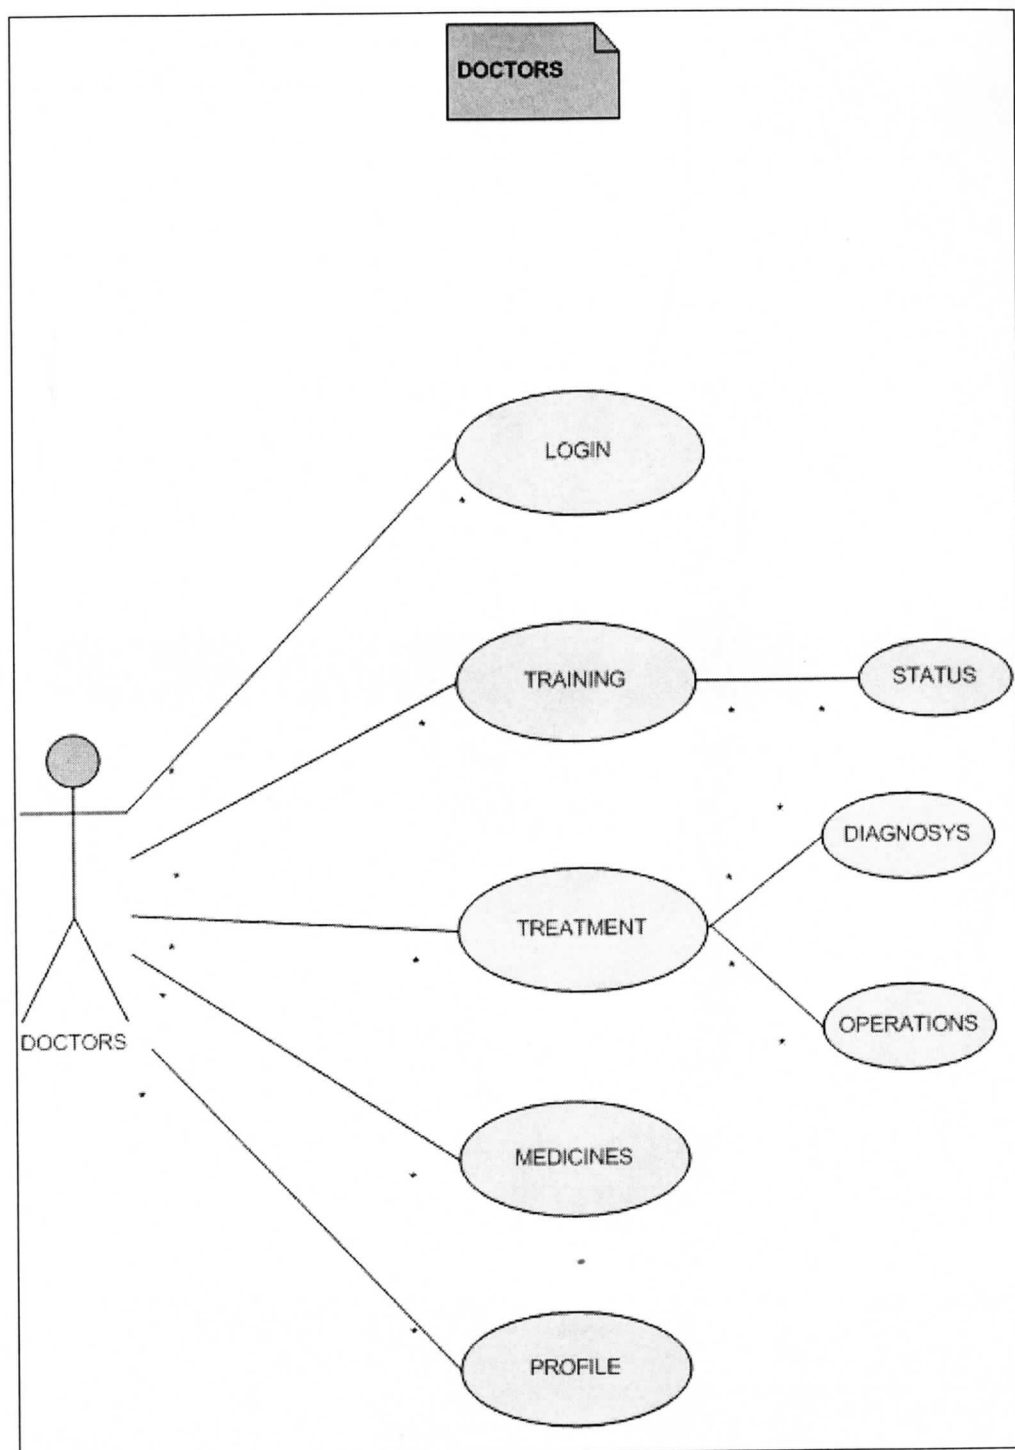 DOCTORS
LOGIN
*
TRAINING
STATUS
*
*
*
*
*
DIAGNOSYS
*
*
TREATMENT
*
*
*
*
OPERATIONS
*
DOCTORS
*
MEDICINES
*
*
PROFILE